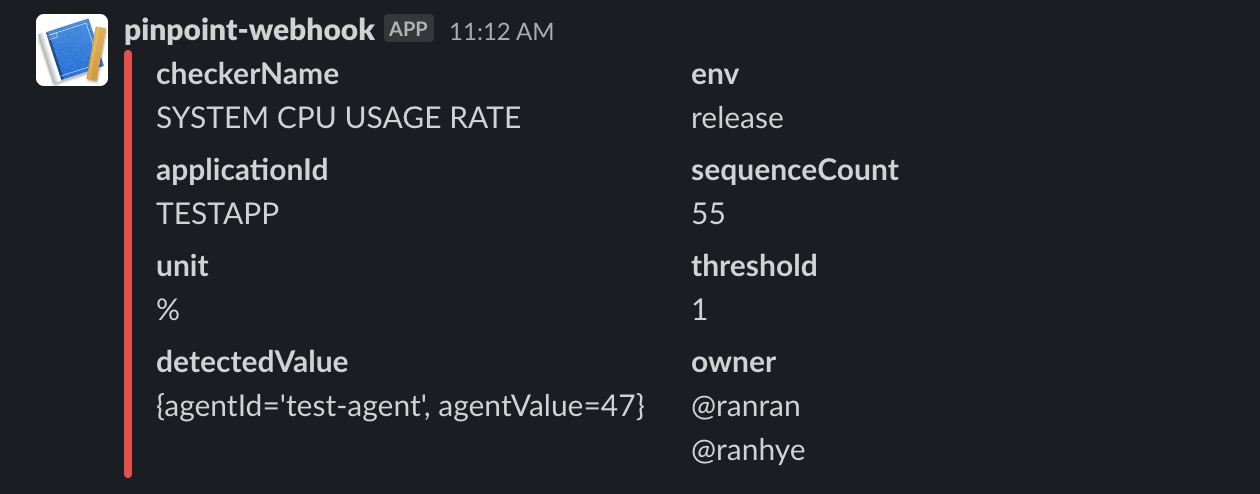 pinpoint-webhook APP 11:12 AM
checkerName env
SYSTEM CPU USAGE RATE release
applicationId sequenceCount
TESTAPP 55
unit threshold
% 1
detectedValue owner
{agentId='test-agent', agentValue=47} @ranran
@ranhye